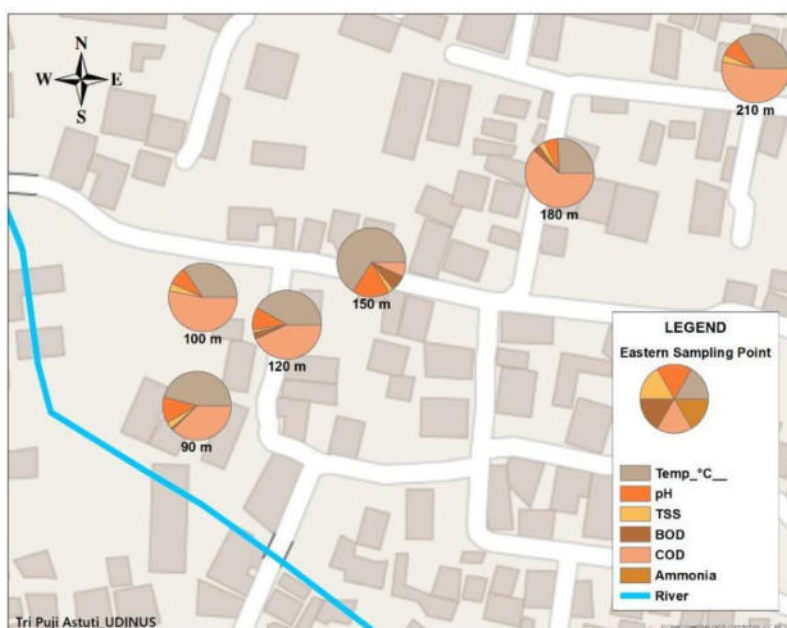 N
W E
S
210 m
180 m
150 m
100 m
120 m
90 m
LEGEND
Eastern Sampling Point
Temp_°C__
pH
TSS
BOD
COD
Ammonia
River
Tri Puji Astuti_UDINUS